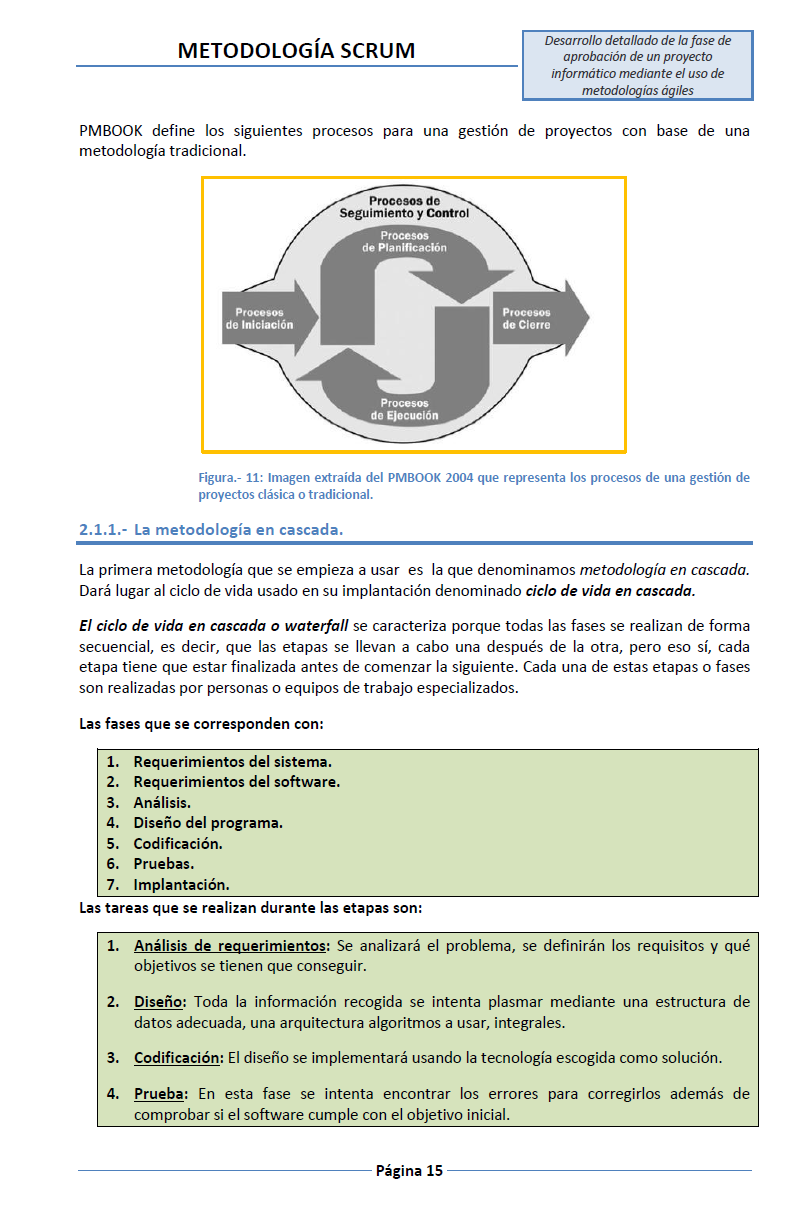 METODOLOGÍA SCRUM
Desarrollo detallado de la fase de
aprobación de un proyecto
informático mediante el uso de
metodologías ágiles
PMBOOK define los siguientes procesos para una gestión de proyectos con base de una
metodología tradicional.
Procesos de
Seguimiento y Control
Procesos
de Planificación
Procesos
de Iniciación
Procesos
de Cierre
Procesos
de Ejecución
Figura.- 11: Imagen extraída del PMBOOK 2004 que representa los procesos de una gestión de
proyectos clásica o tradicional.
2.1.1.- La metodología en cascada.
La primera metodología que se empieza a usar es la que denominamos metodología en cascada.
Dará lugar al ciclo de vida usado en su implantación denominado ciclo de vida en cascada.
El ciclo de vida en cascada o waterfall se caracteriza porque todas las fases se realizan de forma
secuencial, es decir, que las etapas se llevan a cabo una después de la otra, pero eso sí, cada
etapa tiene que estar finalizada antes de comenzar la siguiente. Cada una de estas etapas o fases
son realizadas por personas o equipos de trabajo especializados.
Las fases que se corresponden con:
1. Requerimientos del sistema.
2. Requerimientos del software.
3. Análisis.
4. Diseño del programa.
5. Codificación.
6. Pruebas.
7. Implantación.
Las tareas que se realizan durante las etapas son:
1. Análisis de requerimientos: Se analizará el problema, se definirán los requisitos y qué
objetivos se tienen que conseguir.
2. Diseño: Toda la información recogida se intenta plasmar mediante una estructura de
datos adecuada, una arquitectura algoritmos a usar, integrales.
3. Codificación: El diseño se implementará usando la tecnología escogida como solución.
4. Prueba: En esta fase se intenta encontrar los errores para corregirlos además de
comprobar si el software cumple con el objetivo inicial.
Página 15